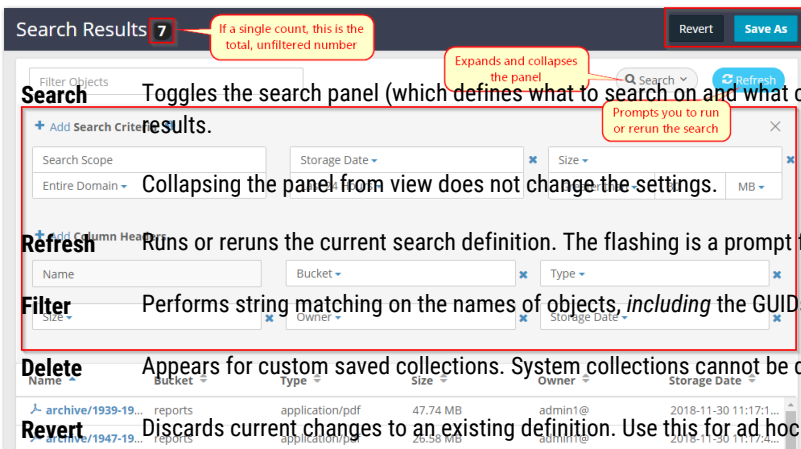 Search Results 7
If a single count, this is the
total, unfiltered number
Revert Save As
Expands and collapses
the panel
Filter Objects
Search
Refresh
Search Toggles the search panel (which defines what to search on and what
Prompts you to run
or rerun the search
Add Search Criteria
results.
Search Scope Storage Date Size
Entire Domain MB
Collapsing the panel from view does not change the settings.
Add Column Headers
Refresh Runs or reruns the current search definition. The flashing is a prompt
Name Bucket Type
Filter Performs string matching on the names of objects, including the GUIDs
Size Owner Storage Date
Delete Appears for custom saved collections. System collections cannot be
Name Bucket Type Size Owner Storage Date
archive/1939-19... reports application/pdf 47.74 MB admin1@ 2018-11-30 11:17:1...
Revert Discards current changes to an existing definition. Use this for ad hoc
archive/1947-19... reports application/pdf 26.58 MB admin1@ 2018-11-30 11:17:4...